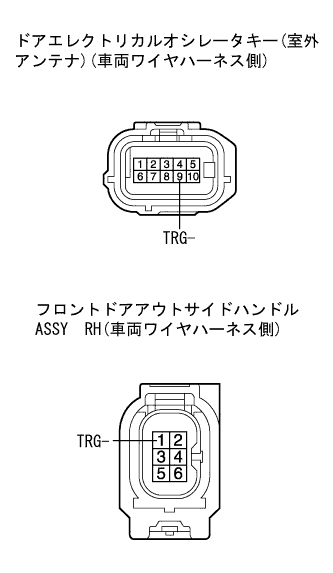 ドアエレクトリカルオシレータキー(室外
アンテナ)(車両ワイヤハーネス側)
1 2 3 4 5
6 7 8 9 10
TRG-
フロントドアアウトサイドハンドル
ASSY RH(車両ワイヤハーネス側)
TRG-
1 2
3 4
5 6